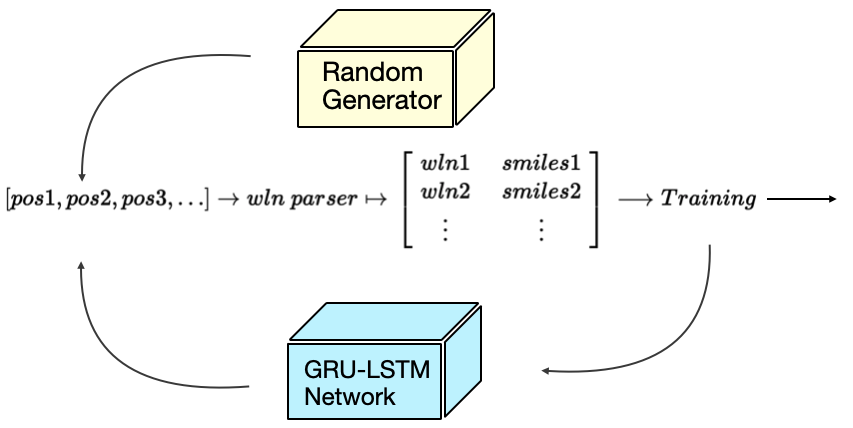 Random
Generator
[pos1, pos2, pos3, …] → wln parser ↦ [ wln1 smiles1 ⟶ Training
wln2 smiles2
⋮ ⋮ ]
GRU-LSTM
Network